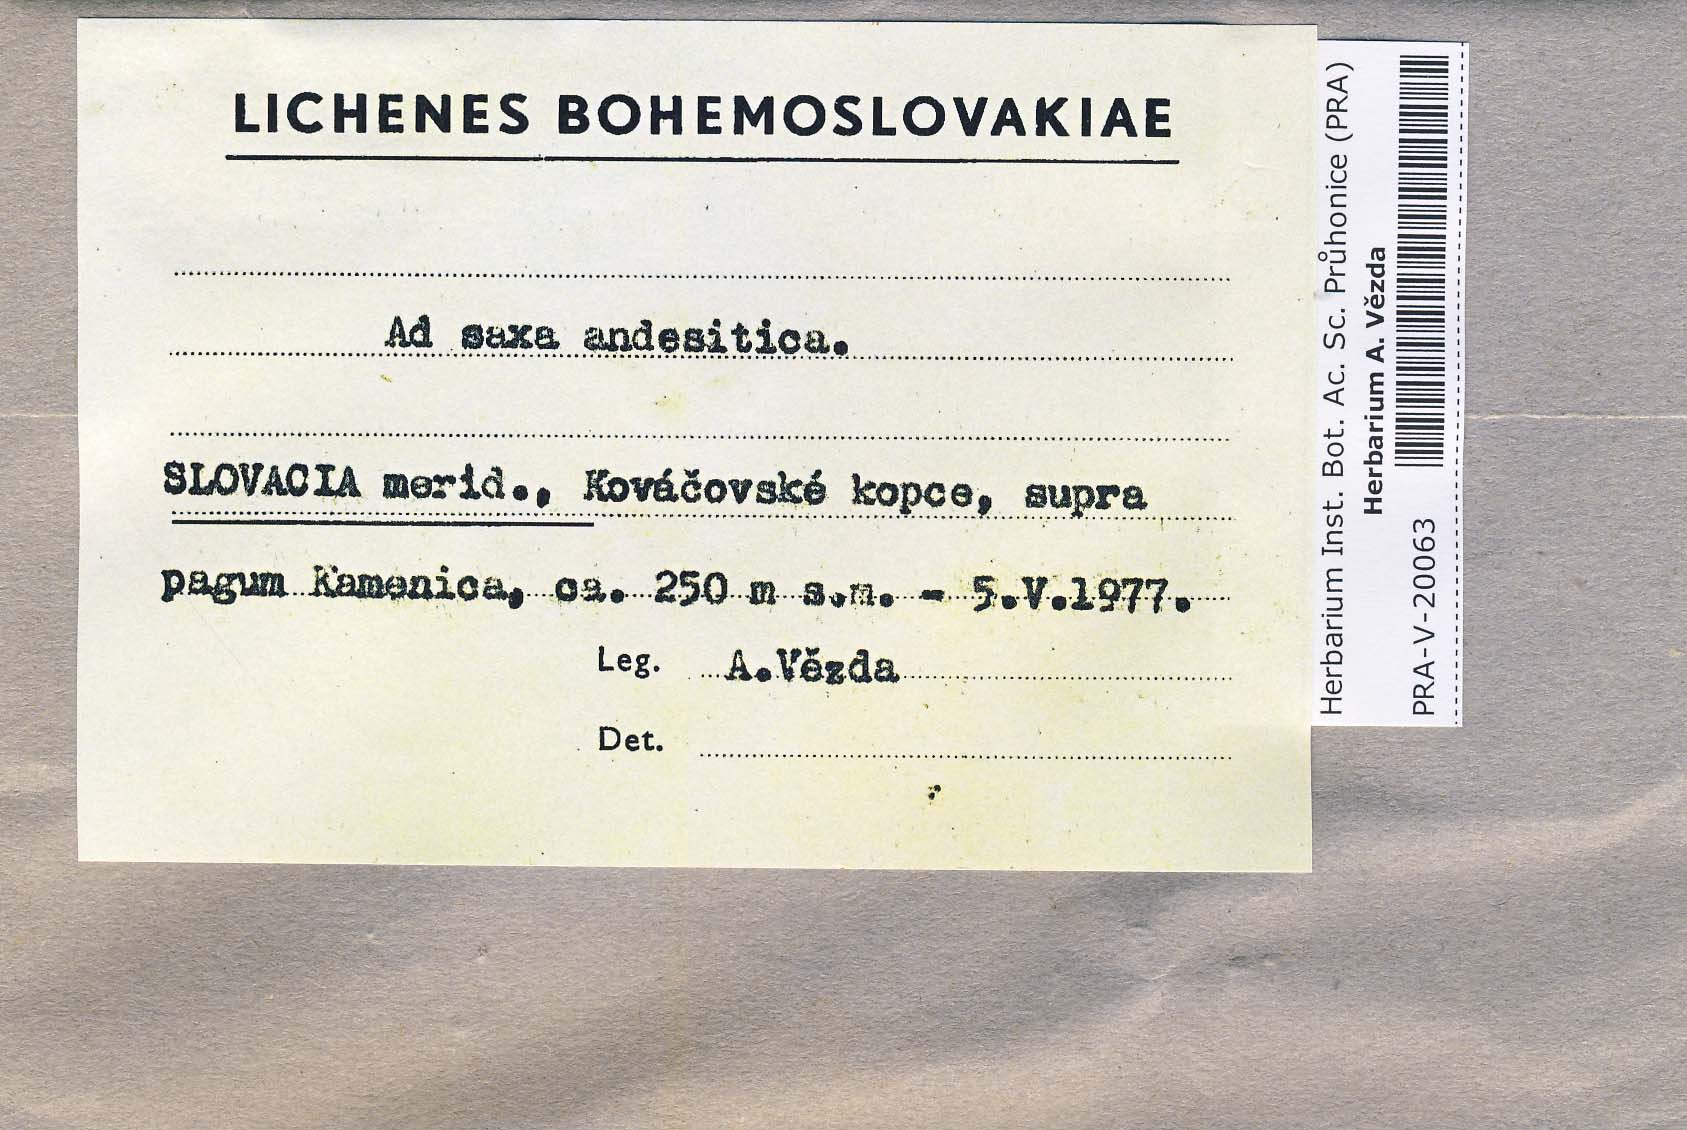 LICHENES BOHEMOSLOVAKIAE
Ad saxa andesitica.
SLOVACIA merid., Kováčovské kopce, supra
pagum Kamenica, ca. 250 m s.m. - 5.V.1977.
Leg. A.Vězda
Det.
Herbarium Inst. Bot. Ac. Sc. Průhonice (PRA)
Herbarium A. Vězda
PRA-V-20063